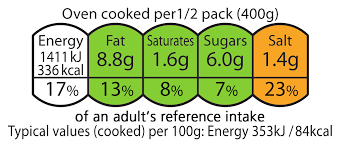 Oven cooked per1/2 pack (400g)
Energy Fat Saturates Sugars Salt
1411kJ
336kcal 8.8g 1.6g 6.0g 1.4g
17% 13% 8% 7% 23%
of an adult's reference intake
Typical values (cooked) per 100g: Energy 353kJ / 84kcal